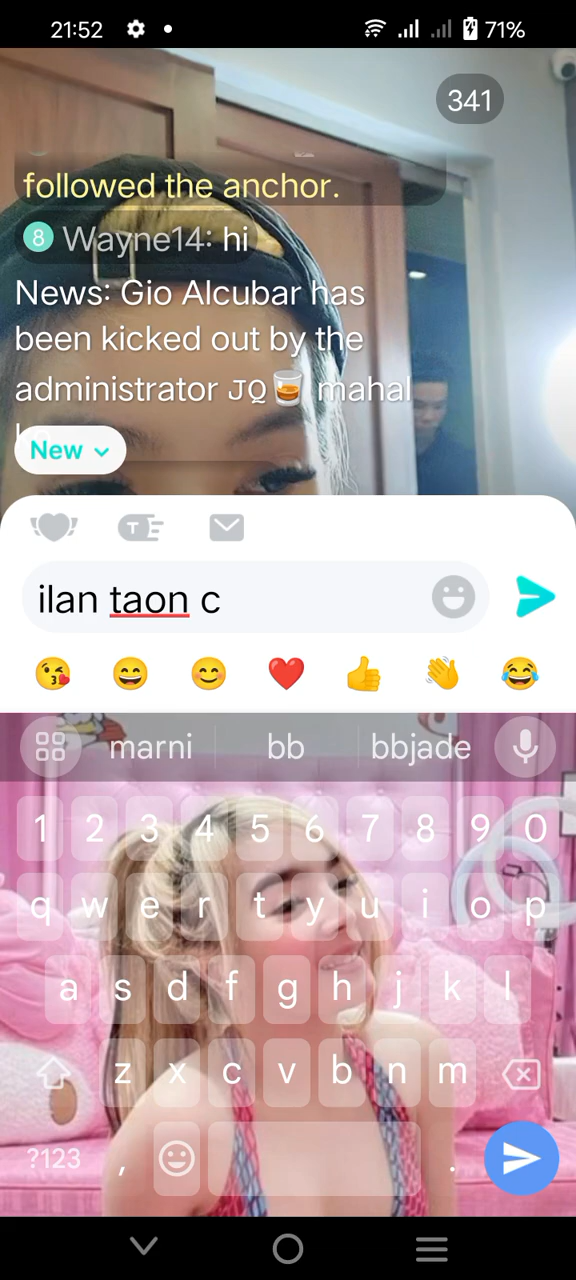 21:52
71%
341
followed the anchor.
8 Wayne14: hi
News: Gio Alcubar has
been kicked out by the
administrator JQ🥃 mahal
New
T
ilan taon c
😘 😄 😊 ❤️ 👍 👋 😂
marni bb bbjade
1 2 3 4 5 6 7 8 9 0
q w e r t y u i o p
a s d f g h j k l
z x c v b n m
?123 , .